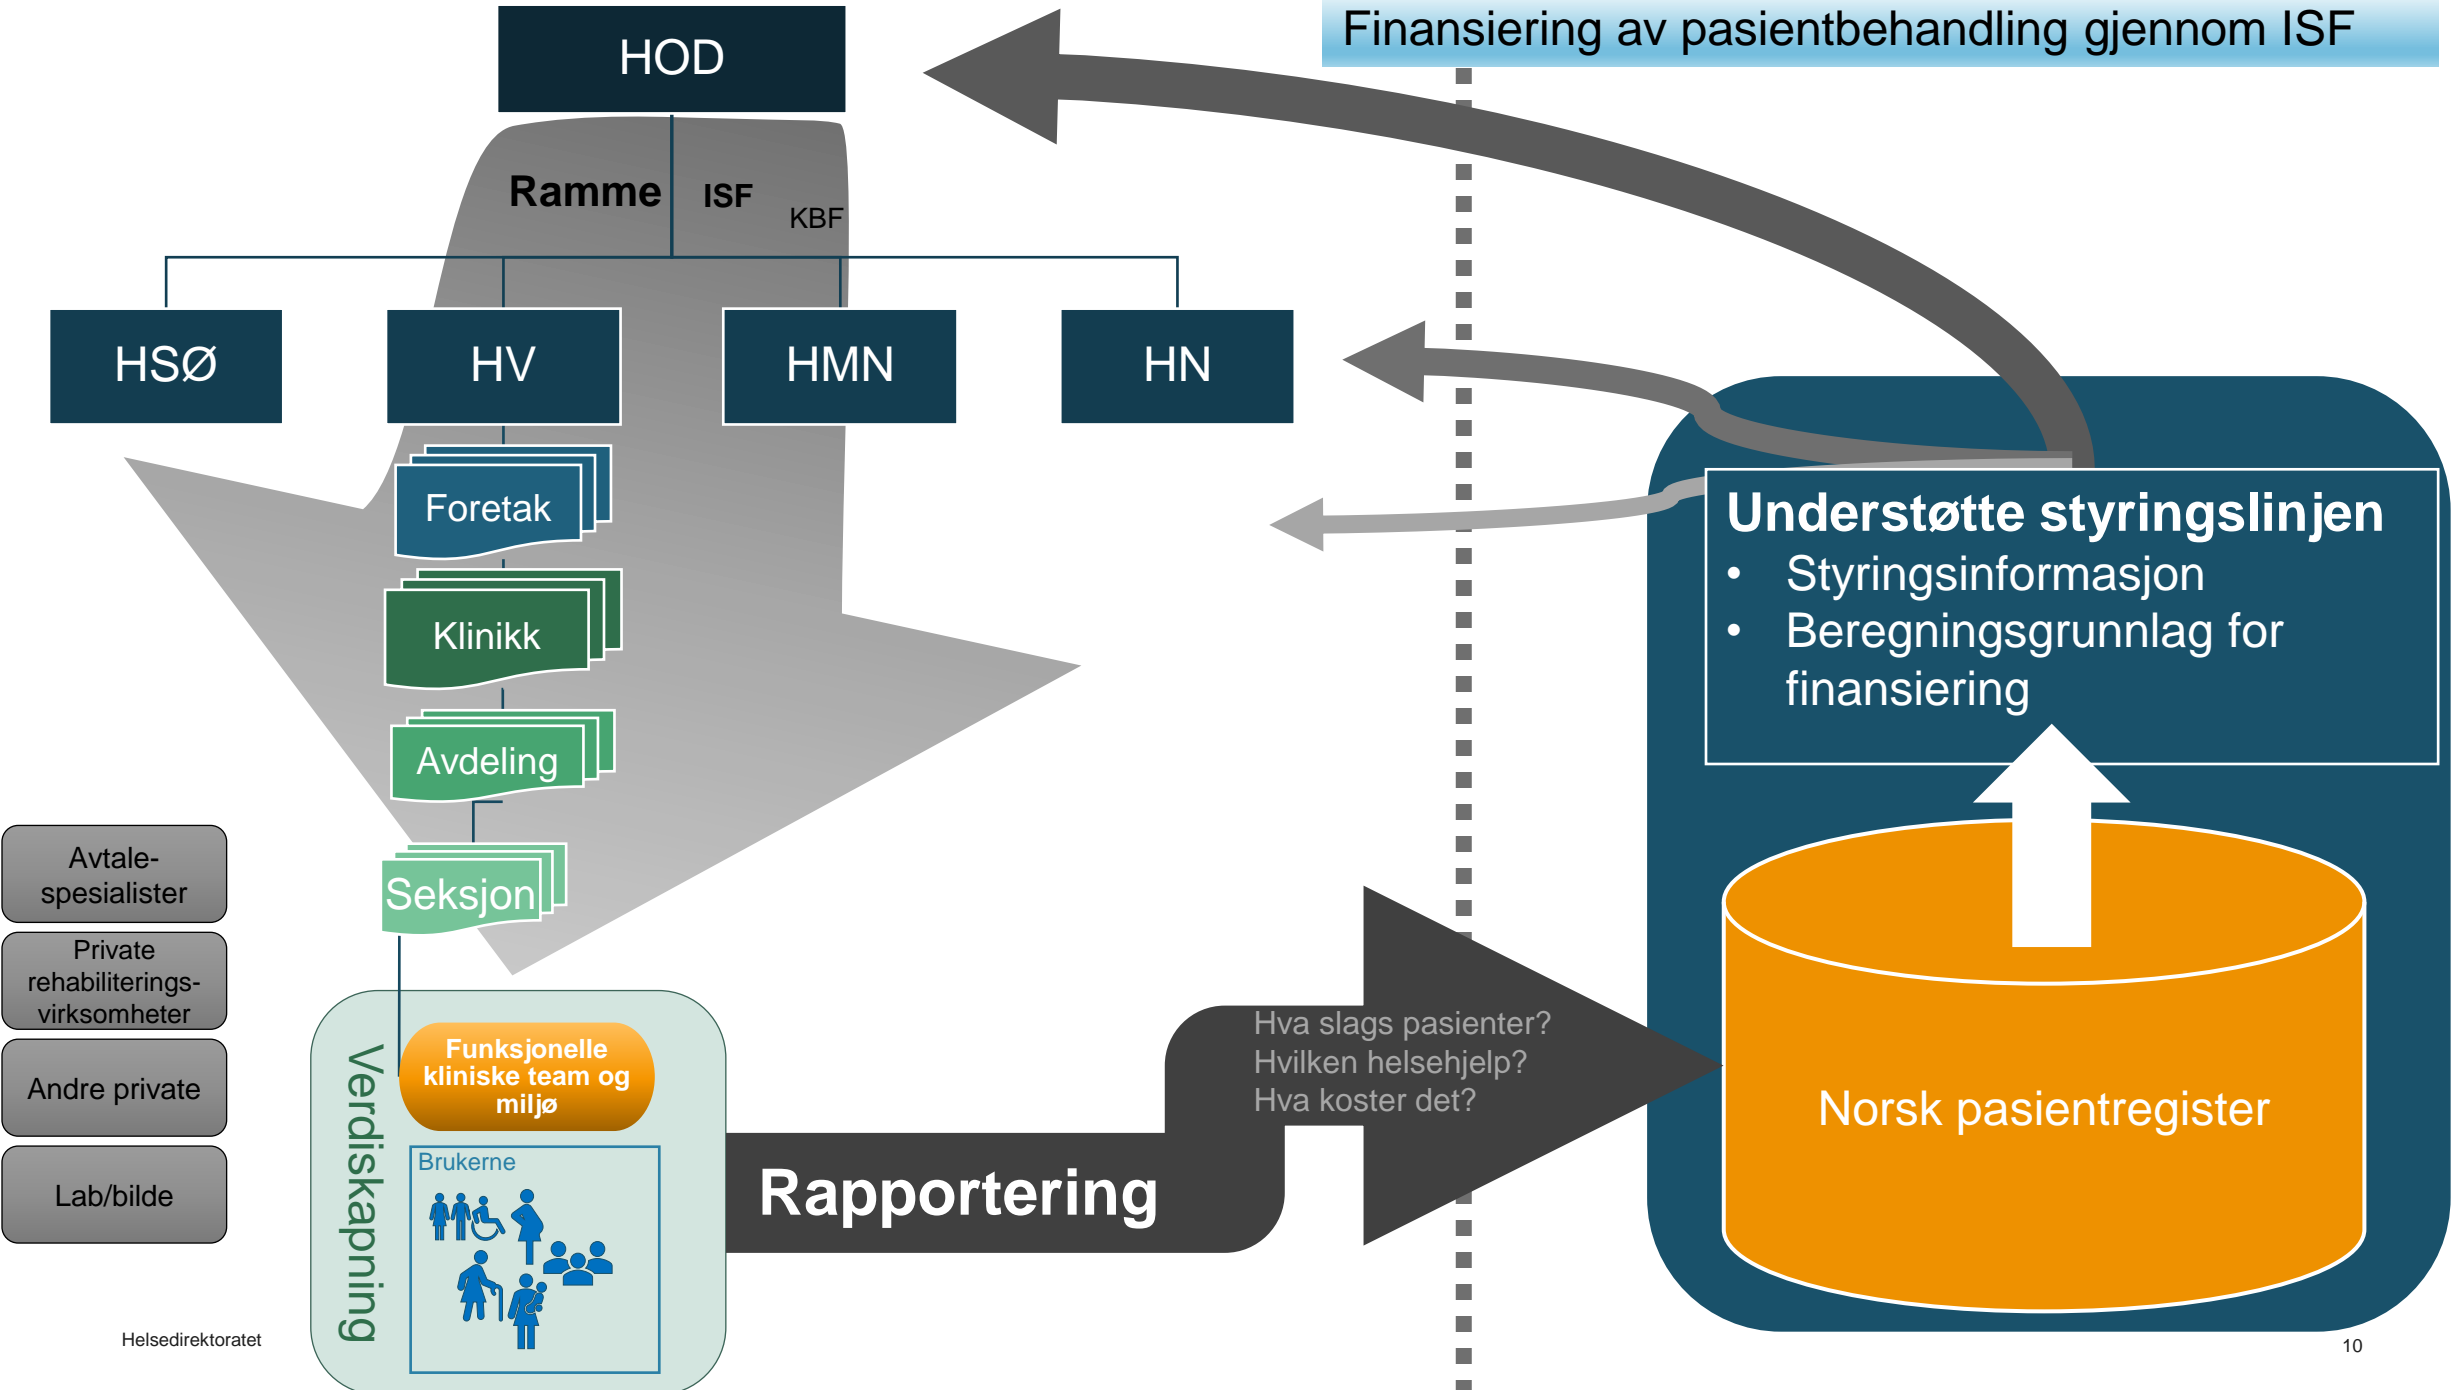 Finansiering av pasientbehandling gjennom ISF
HOD
Ramme
ISF
KBF
HSØ
HV
HMN
HN
Foretak
Klinikk
Avdeling
Seksjon
Avtale-
spesialister
Private
rehabiliterings-
virksomheter
Andre private
Lab/bilde
Verdiskapning
Funksjonelle
kliniske team og
miljø
Brukerne
Rapportering
Hva slags pasienter?
Hvilken helsehjelp?
Hva koster det?
Understøtte styringslinjen
• Styringsinformasjon
• Beregningsgrunnlag for
finansiering
Norsk pasientregister
Helsedirektoratet
10